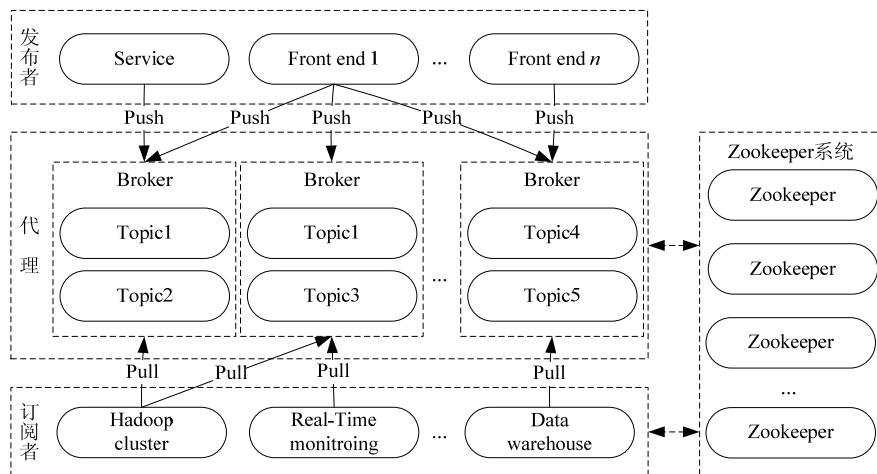 发布者
Service
Front end 1
...
Front end n
Push
Push
Push
Push
Push
代理
Broker
Topic1
Topic2
Broker
Topic1
Topic3
...
Broker
Topic4
Topic5
Pull
Pull
Pull
Pull
订阅者
Hadoop
cluster
Real-Time
monitroing
...
Data
warehouse
Zookeeper系统
Zookeeper
Zookeeper
Zookeeper
...
Zookeeper